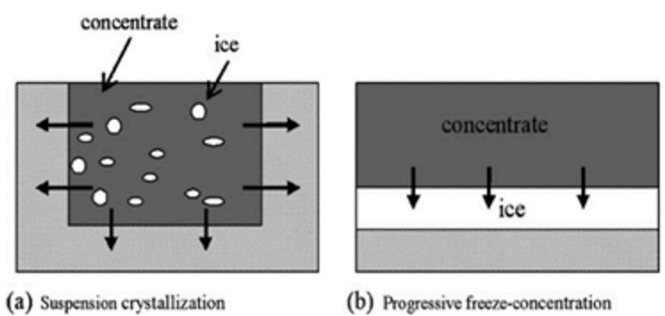 concentrate
ice
concentrate
ice
(a) Suspension crystallization
(b) Progressive freeze-concentration